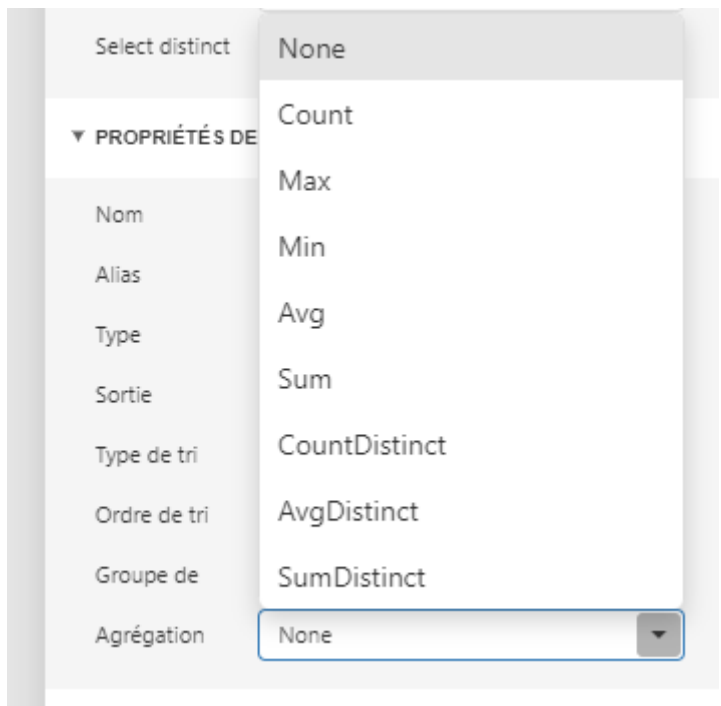 Select distinct
None
Count
▼ PROPRIÉTÉS DE
Max
Nom
Min
Alias
Avg
Type
Sum
Sortie
CountDistinct
Type de tri
AvgDistinct
Ordre de tri
SumDistinct
Groupe de
Agrégation None